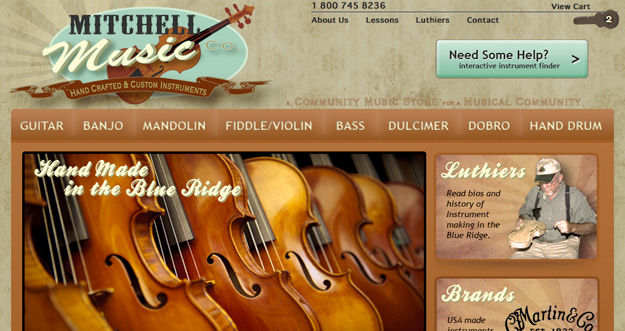 MITCHELL
Music CO.
HAND CRAFTED & CUSTOM INSTRUMENTS
1 800 745 8236
View Cart
About Us Lessons Luthiers Contact
2
Need Some Help?
interactive instrument finder
>
A COMMUNITY MUSIC STORE FOR A MUSICAL COMMUNITY
GUITAR BANJO MANDOLIN FIDDLE/VIOLIN BASS DULCIMER DOBRO HAND DRUM
Hand Made
in the Blue Ridge
Luthiers
Read bios and
history of
Instrument
making in the
Blue Ridge.
Brands
USA made
instruments
Martin & Co
EST. 1833